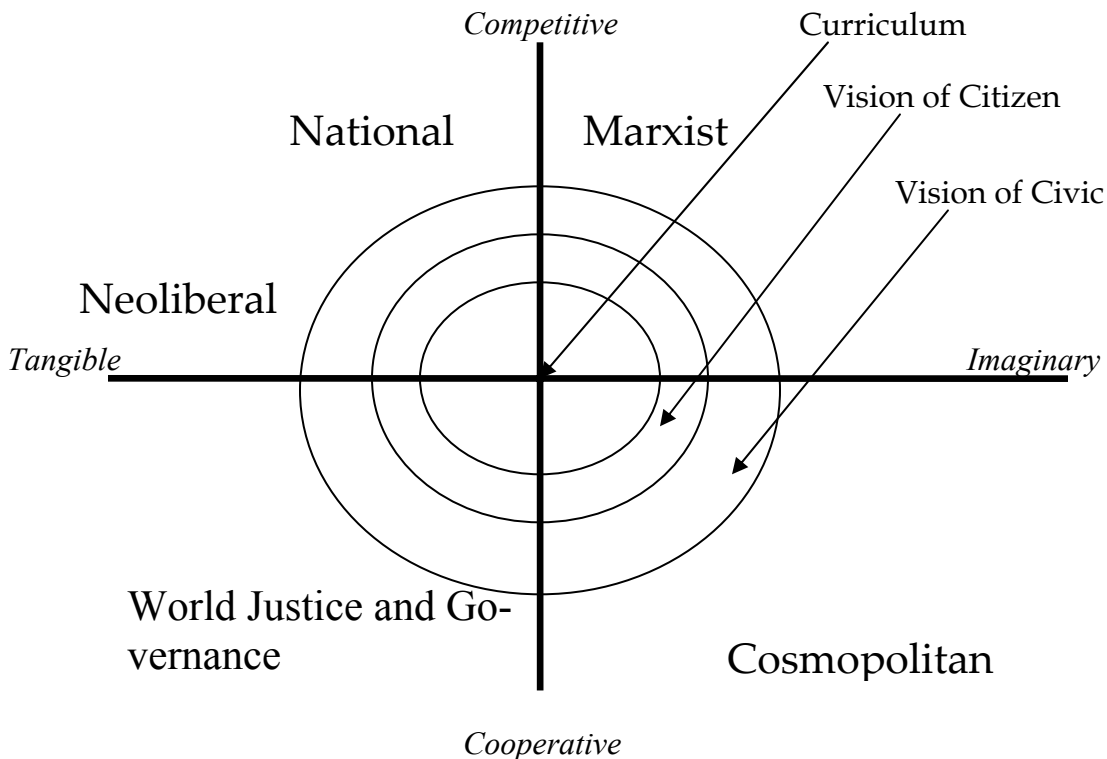 Competitive
Curriculum
Vision of Citizen
National
Marxist
Vision of Civic
Neoliberal
Tangible
Imaginary
World Justice and Go-
vernance
Cosmopolitan
Cooperative